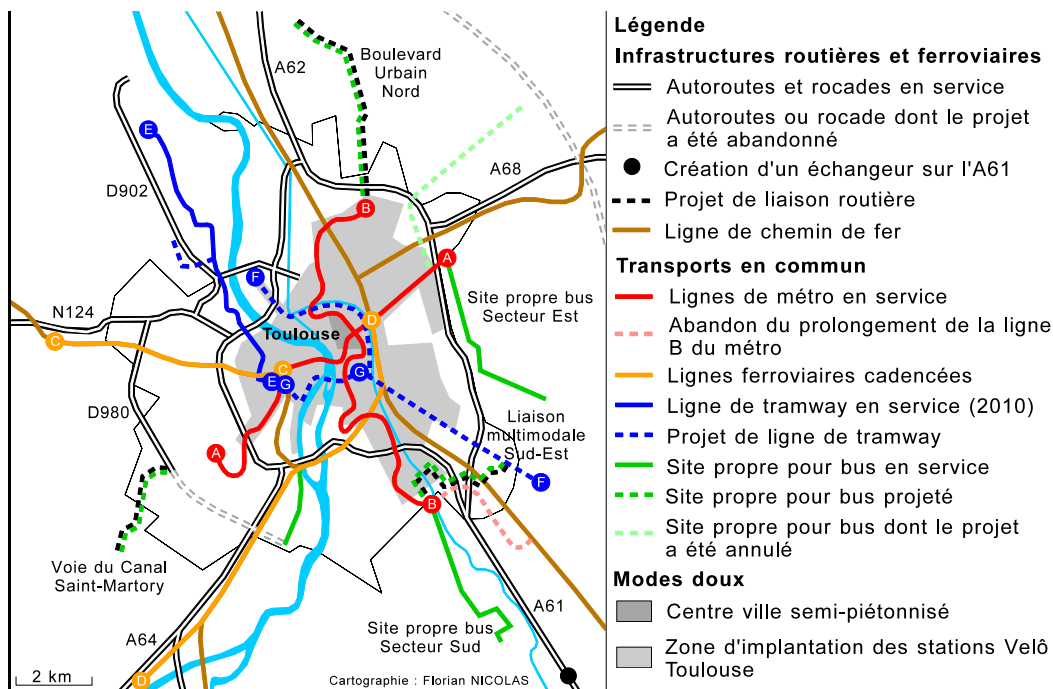 Boulevard
Urbain
Nord
A62
E
D902
A68
B
A
F
Site propre bus
Secteur Est
N124
D
Toulouse
C
C
E
G
G
D980
Liaison
multimodale
Sud-Est
A
F
B
Voie du Canal
Saint-Martory
A61
A64
Site propre bus
Secteur Sud
D
2 km
Cartographie : Florian NICOLAS
Légende
Infrastructures routières et ferroviaires
Autoroutes et rocades en service
Autoroutes ou rocade dont le projet
a été abandonné
Création d'un échangeur sur l'A61
Projet de liaison routière
Ligne de chemin de fer
Transports en commun
Lignes de métro en service
Abandon du prolongement de la ligne
B du métro
Lignes ferroviaires cadencées
Ligne de tramway en service (2010)
Projet de ligne de tramway
Site propre pour bus en service
Site propre pour bus projeté
Site propre pour bus dont le projet
a été annulé
Modes doux
Centre ville semi-piétonnisé
Zone d'implantation des stations Velô
Toulouse